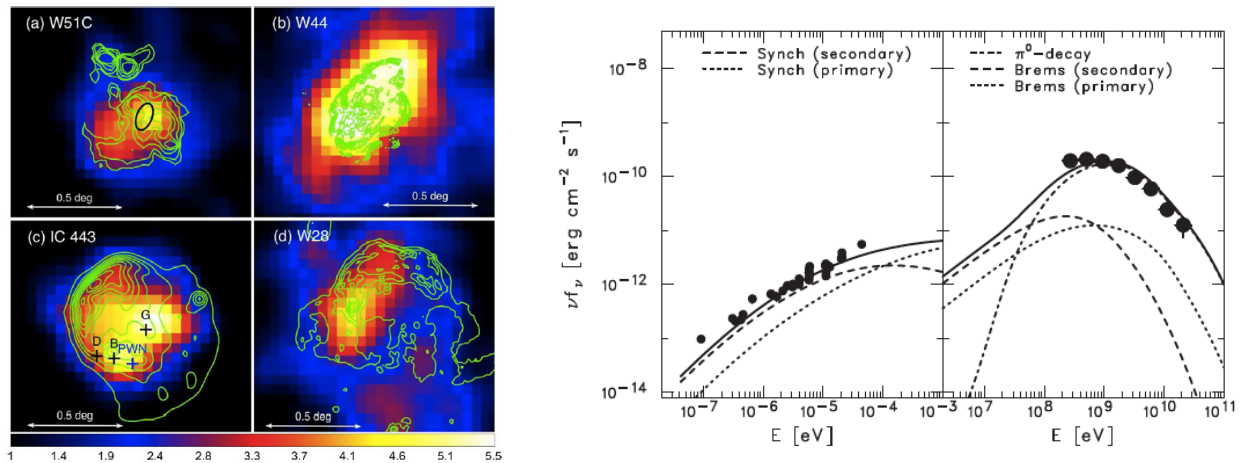 (a) W51C
0.5 deg
(b) W44
0.5 deg
(c) IC 443
G
D
B
PWN
0.5 deg
(d) W28
0.5 deg
1 1.4 2.4 2.8 3.3 3.7 4.1 4.6 5.1 5.5
Synch (secondary)
Synch (primary)
π⁰-decay
Brems (secondary)
Brems (primary)
νf_ν [erg cm⁻² s⁻¹]
10⁻⁸
10⁻¹⁰
10⁻¹²
10⁻¹⁴
10⁻⁷ 10⁻⁶ 10⁻⁵ 10⁻⁴ 10⁻³
E [eV]
10⁷ 10⁸ 10⁹ 10¹⁰ 10¹¹
E [eV]